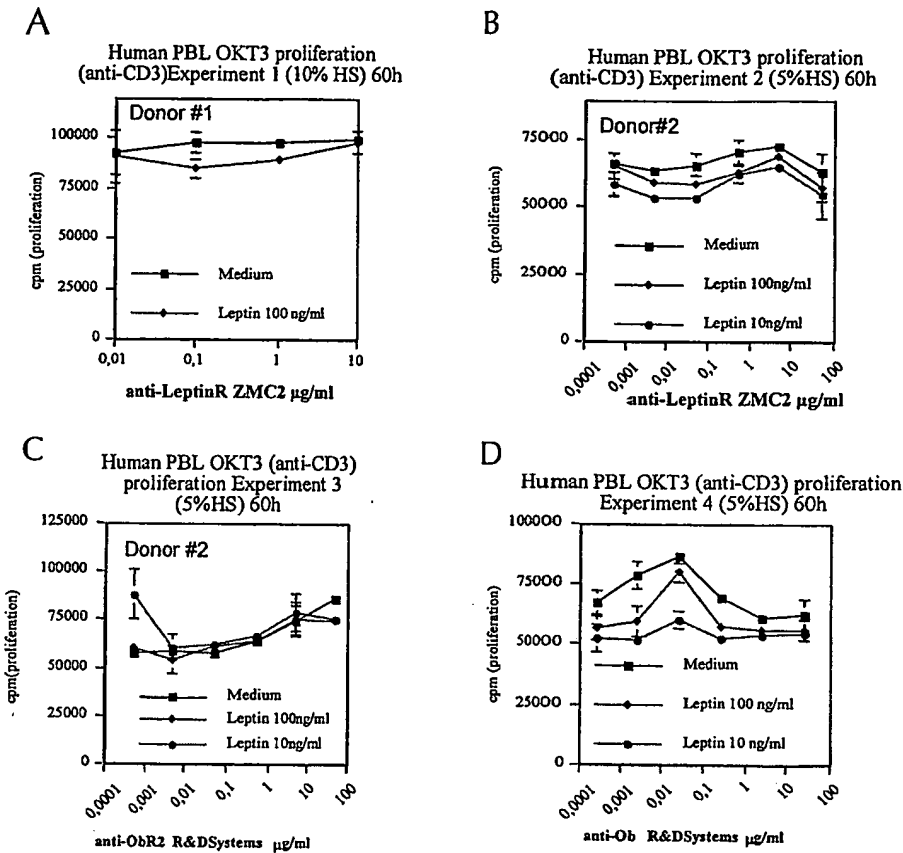 A
Human PBL OKT3 proliferation
(anti-CD3)Experiment 1 (10% HS) 60h
Donor #1
100000
75000
50000
25000
0
cpm (proliferation)
Medium
Leptin 100 ng/ml
0,01
0,1
1
10
anti-LeptinR ZMC2 µg/ml
B
Human PBL OKT3 proliferation
(anti-CD3) Experiment 2 (5%HS) 60h
Donor#2
75000
50000
25000
0
cpm (proliferation)
Medium
Leptin 100ng/ml
Leptin 10ng/ml
0,0001
0,001
0,01
0,1
1
10
100
anti-LeptinR ZMC2 µg/ml
C
Human PBL OKT3 (anti-CD3)
proliferation Experiment 3
(5%HS) 60h
Donor #2
125000
100000
75000
50000
25000
0
cpm(proliferation)
Medium
Leptin 100ng/ml
Leptin 10ng/ml
0,0001
0,001
0,01
0,1
1
10
100
anti-ObR2 R&DSystems µg/ml
D
Human PBL OKT3 (anti-CD3) proliferation
Experiment 4 (5%HS) 60h
100000
75000
50000
25000
0
cpm (proliferation)
Medium
Leptin 100 ng/ml
Leptin 10 ng/ml
0,0001
0,001
0,01
0,1
1
10
100
anti-Ob R&DSystems µg/ml